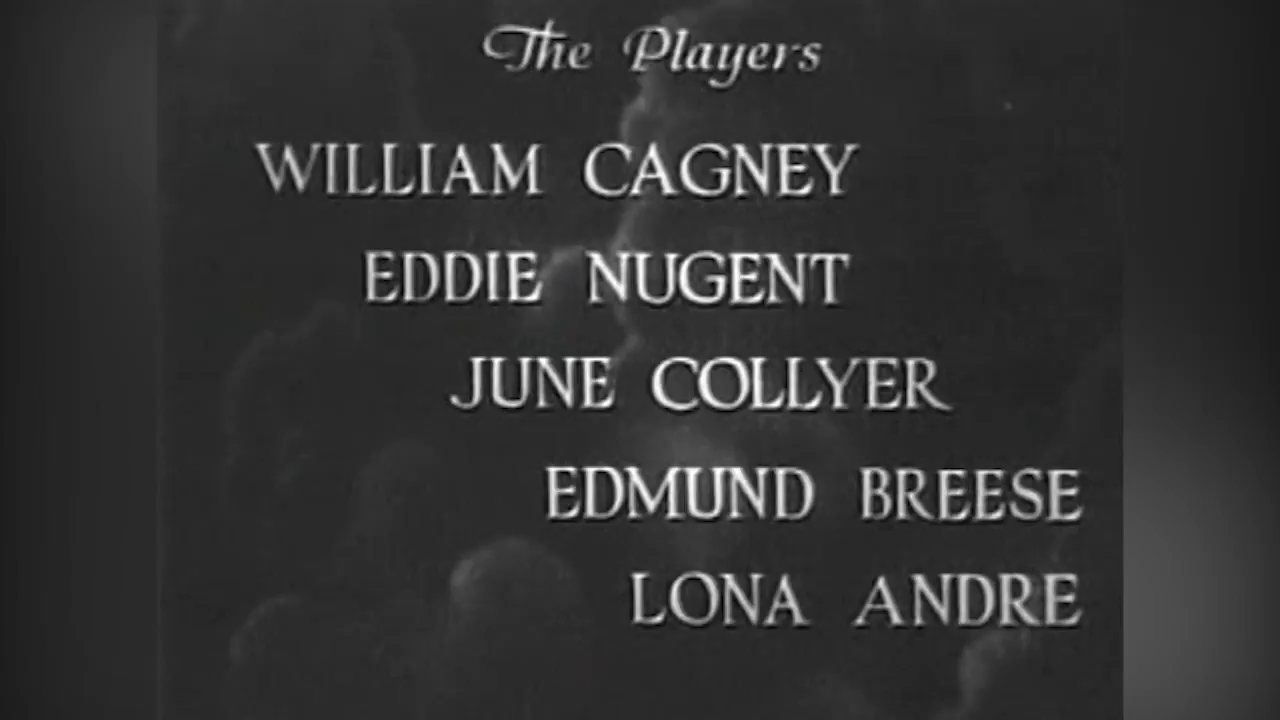 The Players
WILLIAM CAGNEY
EDDIE NUGENT
JUNE COLLYER
EDMUND BREESE
LONA ANDRE